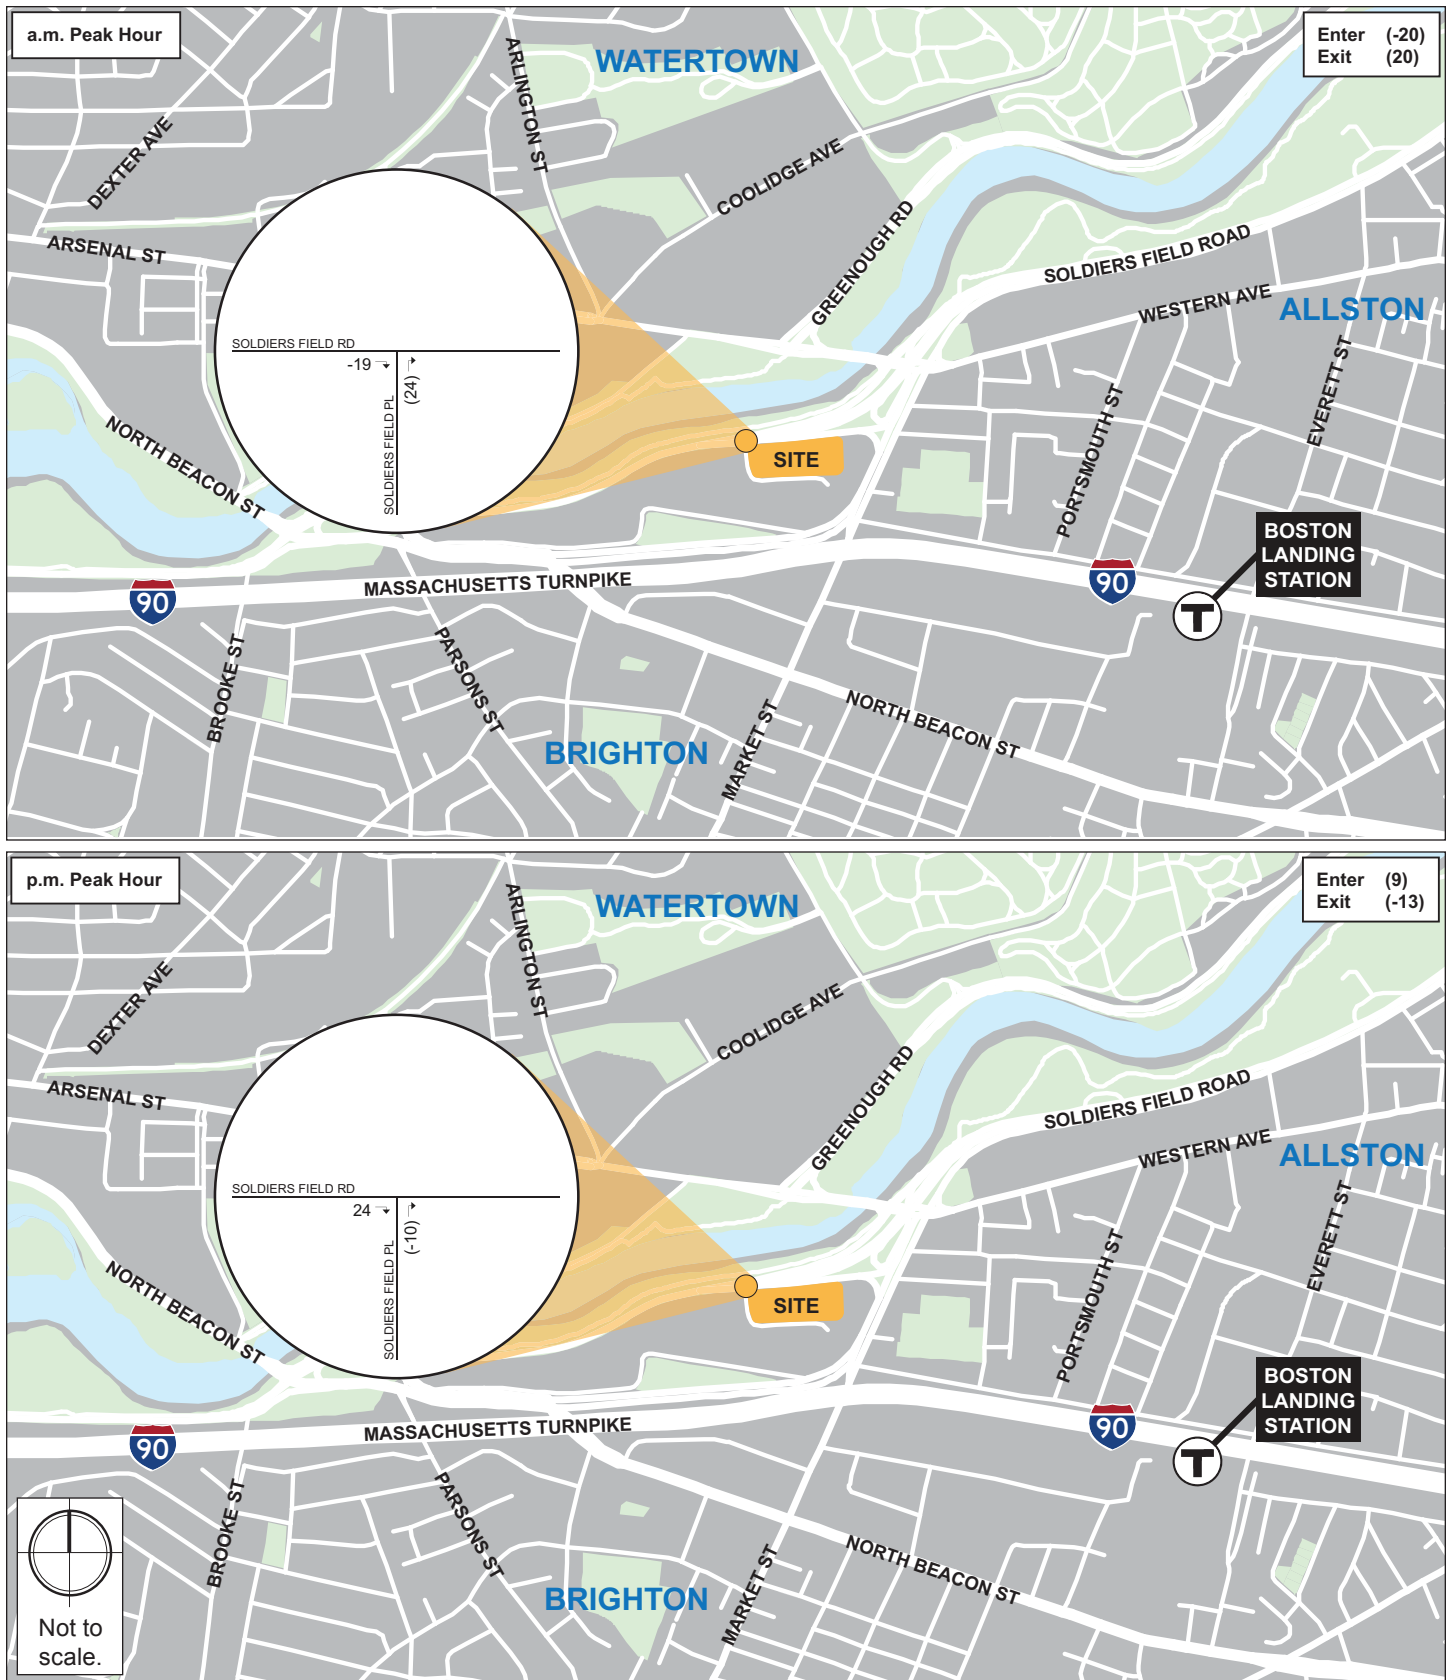 a.m. Peak Hour
Enter (-20)
Exit (20)
WATERTOWN
ARLINGTON ST
DEXTER AVE
COOLIDGE AVE
ARSENAL ST
GREENOUGH RD
SOLDIERS FIELD ROAD
WESTERN AVE
ALLSTON
SOLDIERS FIELD RD
-19
(24)
SOLDIERS FIELD PL
EVERETT ST
PORTSMOUTH ST
NORTH BEACON ST
SITE
BOSTON
LANDING
STATION
T
MASSACHUSETTS TURNPIKE
90
90
BROOKE ST
PARSONS ST
MARKET ST
NORTH BEACON ST
BRIGHTON
p.m. Peak Hour
Enter (9)
Exit (-13)
WATERTOWN
ARLINGTON ST
DEXTER AVE
COOLIDGE AVE
ARSENAL ST
GREENOUGH RD
SOLDIERS FIELD ROAD
WESTERN AVE
ALLSTON
SOLDIERS FIELD RD
24
(-10)
SOLDIERS FIELD PL
EVERETT ST
PORTSMOUTH ST
NORTH BEACON ST
SITE
BOSTON
LANDING
STATION
T
MASSACHUSETTS TURNPIKE
90
90
BROOKE ST
PARSONS ST
MARKET ST
NORTH BEACON ST
BRIGHTON
Not to
scale.